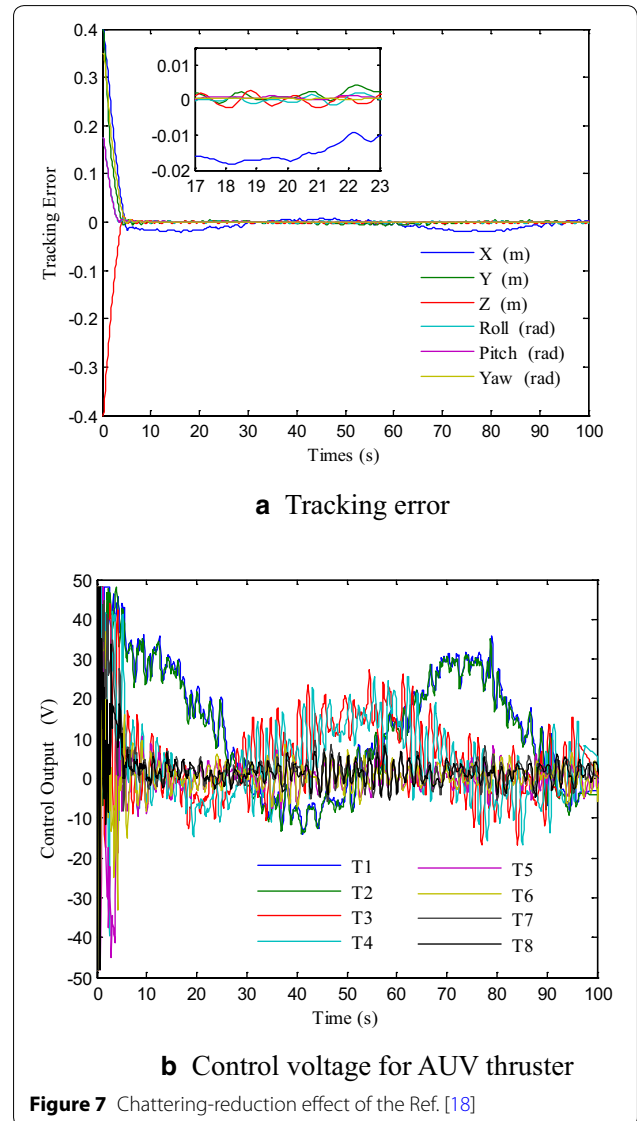 0.4
0.3
0.2
0.1
0
-0.1
-0.2
-0.3
-0.4
Tracking Error
0.01
0
-0.01
-0.02
17 18 19 20 21 22 23
X (m)
Y (m)
Z (m)
Roll (rad)
Pitch (rad)
Yaw (rad)
0 10 20 30 40 50 60 70 80 90 100
Times (s)
a Tracking error
50
40
30
20
10
0
-10
-20
-30
-40
-50
Control Output (V)
T1
T2
T3
T4
T5
T6
T7
T8
0 10 20 30 40 50 60 70 80 90 100
Time (s)
b Control voltage for AUV thruster
Figure 7 Chattering-reduction effect of the Ref. [18]